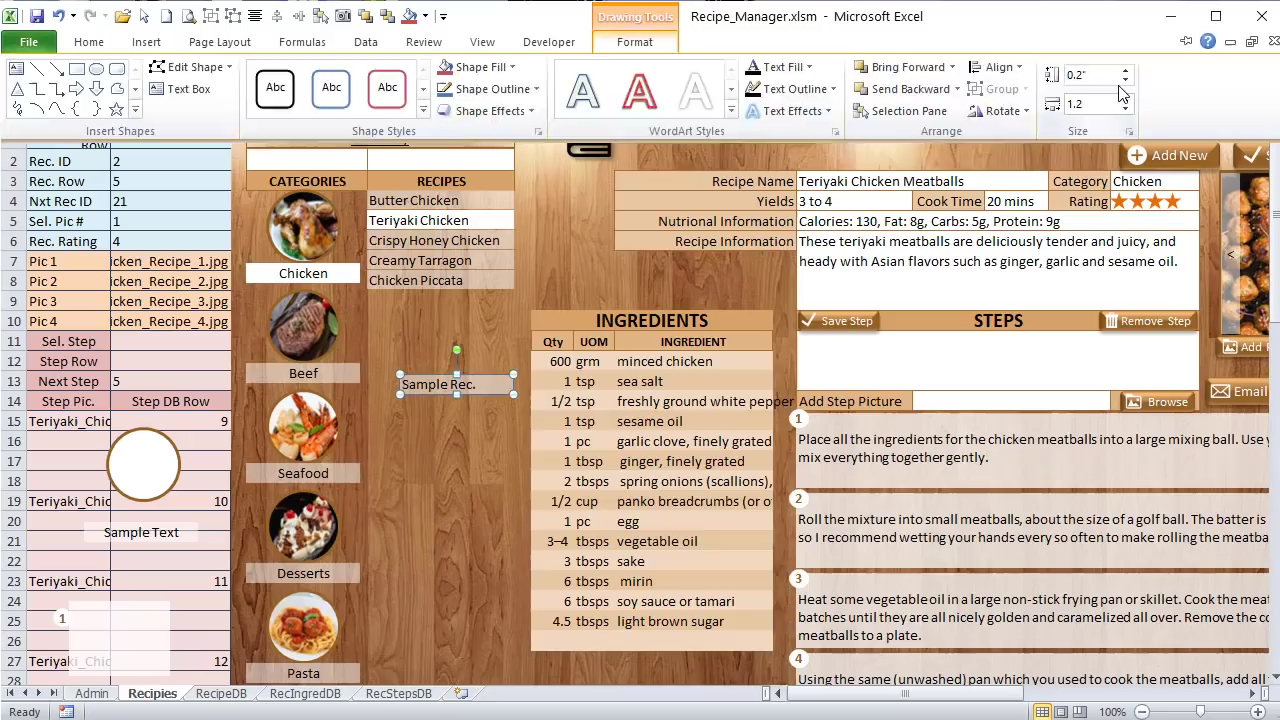 Drawing Tools
Recipe_Manager.xlsm - Microsoft Excel
File Home Insert Page Layout Formulas Data Review View Developer Format
Edit Shape
Text Box
Insert Shapes
Abc Abc Abc
Shape Fill
Shape Outline
Shape Effects
Shape Styles
A A A
Text Fill
Text Outline
Text Effects
WordArt Styles
Bring Forward
Send Backward
Selection Pane
Align
Group
Rotate
Arrange
0.2"
1.2
Size
Row
2 Rec. ID 2
3 Rec. Row 5
4 Nxt Rec ID 21
5 Sel. Pic # 1
6 Rec. Rating 4
7 Pic 1 icken_Recipe_1.jpg
8 Pic 2 icken_Recipe_2.jpg
9 Pic 3 icken_Recipe_3.jpg
10 Pic 4 icken_Recipe_4.jpg
11 Sel. Step
12 Step Row
13 Next Step 5
14 Step Pic. Step DB Row
15 Teriyaki_Chic 9
16
17
18
19 Teriyaki_Chic 10
20
21
22
23 Teriyaki_Chic 11
24
25
26
27 Teriyaki_Chic 12
28
Sample Text
1
CATEGORIES
Chicken
Beef
Seafood
Desserts
Pasta
RECIPES
Butter Chicken
Teriyaki Chicken
Crispy Honey Chicken
Creamy Tarragon
Chicken Piccata
Sample Rec.
Add New
Recipe Name Teriyaki Chicken Meatballs Category Chicken
Yields 3 to 4 Cook Time 20 mins Rating
Nutrional Information Calories: 130, Fat: 8g, Carbs: 5g, Protein: 9g
Recipe Information These teriyaki meatballs are deliciously tender and juicy, and
heady with Asian flavors such as ginger, garlic and sesame oil.
<
INGREDIENTS
Qty UOM INGREDIENT
600 grm minced chicken
1 tsp sea salt
1/2 tsp freshly ground white pepper
1 tsp sesame oil
1 pc garlic clove, finely grated
1 tbsp ginger, finely grated
2 tbsps spring onions (scallions),
1/2 cup panko breadcrumbs (or o
1 pc egg
3–4 tbsps vegetable oil
3 tbsps sake
6 tbsps mirin
6 tbsps soy sauce or tamari
4.5 tbsps light brown sugar
Save Step STEPS Remove Step
Add Step Picture Browse
Add
Email
1
Place all the ingredients for the chicken meatballs into a large mixing ball. Use
mix everything together gently.
2
Roll the mixture into small meatballs, about the size of a golf ball. The batter is
so I recommend wetting your hands every so often to make rolling the meatba
3
Heat some vegetable oil in a large non-stick frying pan or skillet. Cook the meat
batches until they are all nicely golden and caramelized all over. Remove the co
meatballs to a plate.
4
Using the same (unwashed) pan which you used to cook the meatballs, add all
Admin Recipies RecipeDB RecIngredDB RecStepsDB
Ready 100%